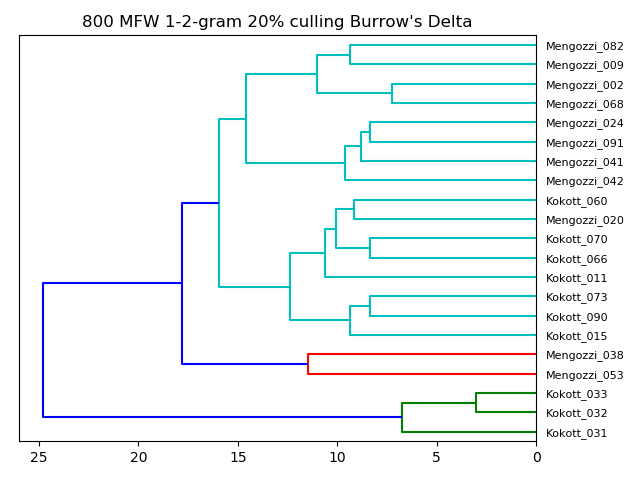 800 MFW 1-2-gram 20% culling Burrow's Delta
Mengozzi_082
Mengozzi_009
Mengozzi_002
Mengozzi_068
Mengozzi_024
Mengozzi_091
Mengozzi_041
Mengozzi_042
Kokott_060
Mengozzi_020
Kokott_070
Kokott_066
Kokott_011
Kokott_073
Kokott_090
Kokott_015
Mengozzi_038
Mengozzi_053
Kokott_033
Kokott_032
Kokott_031
25 20 15 10 5 0